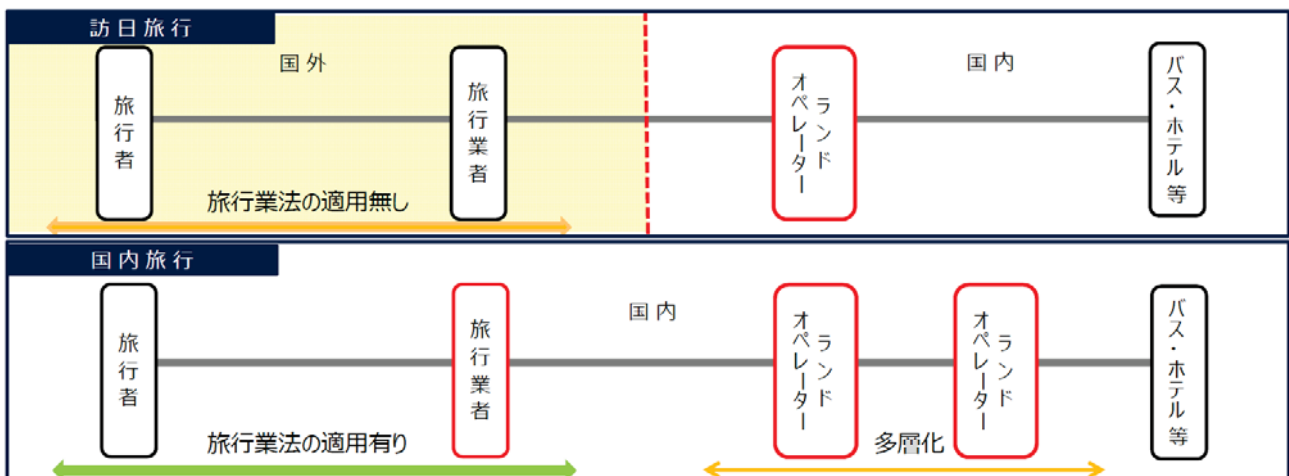 訪日旅行
国外
国内
旅行者
旅行業者
ランドオペレーター
バス・ホテル等
旅行業法の適用無し
国内旅行
国内
旅行者
旅行業者
ランドオペレーター
ランドオペレーター
バス・ホテル等
旅行業法の適用有り
多層化